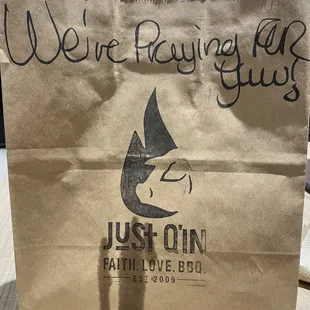 We're Praying FOR
you!
JUSt Q'IN
FAITH. LOVE. BBQ.
EST 2009